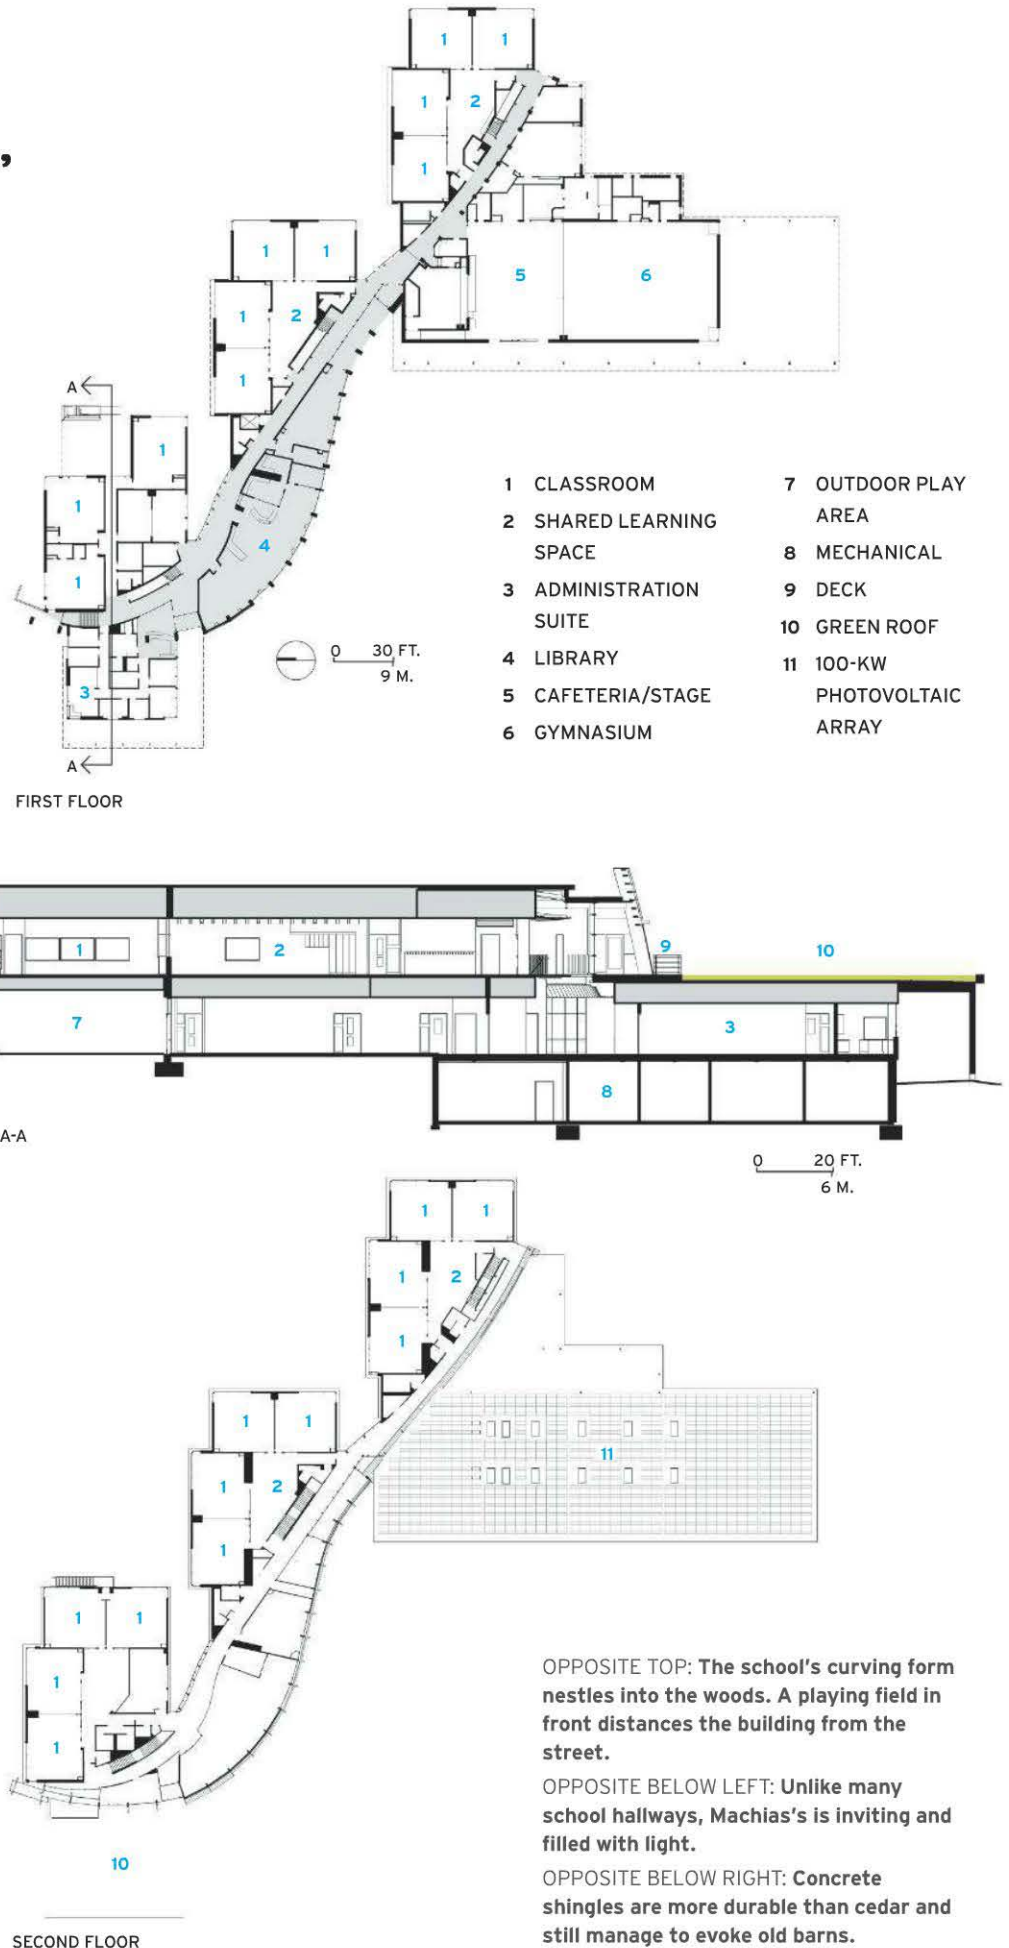 ,
1 1
1 2
1
1 1
5 6
1 2
1
A
1
1
4
1
3
A
0 30 FT.
9 M.
1 CLASSROOM
2 SHARED LEARNING
SPACE
3 ADMINISTRATION
SUITE
4 LIBRARY
5 CAFETERIA/STAGE
6 GYMNASIUM
7 OUTDOOR PLAY
AREA
8 MECHANICAL
9 DECK
10 GREEN ROOF
11 100-KW
PHOTOVOLTAIC
ARRAY
FIRST FLOOR
1 2 9 10
7 3
8
A-A
0 20 FT.
6 M.
1 1
1 2
1
1 1
11
1 2
1
1 1
1
1
10
SECOND FLOOR
OPPOSITE TOP: The school's curving form
nestles into the woods. A playing field in
front distances the building from the
street.
OPPOSITE BELOW LEFT: Unlike many
school hallways, Machias's is inviting and
filled with light.
OPPOSITE BELOW RIGHT: Concrete
shingles are more durable than cedar and
still manage to evoke old barns.